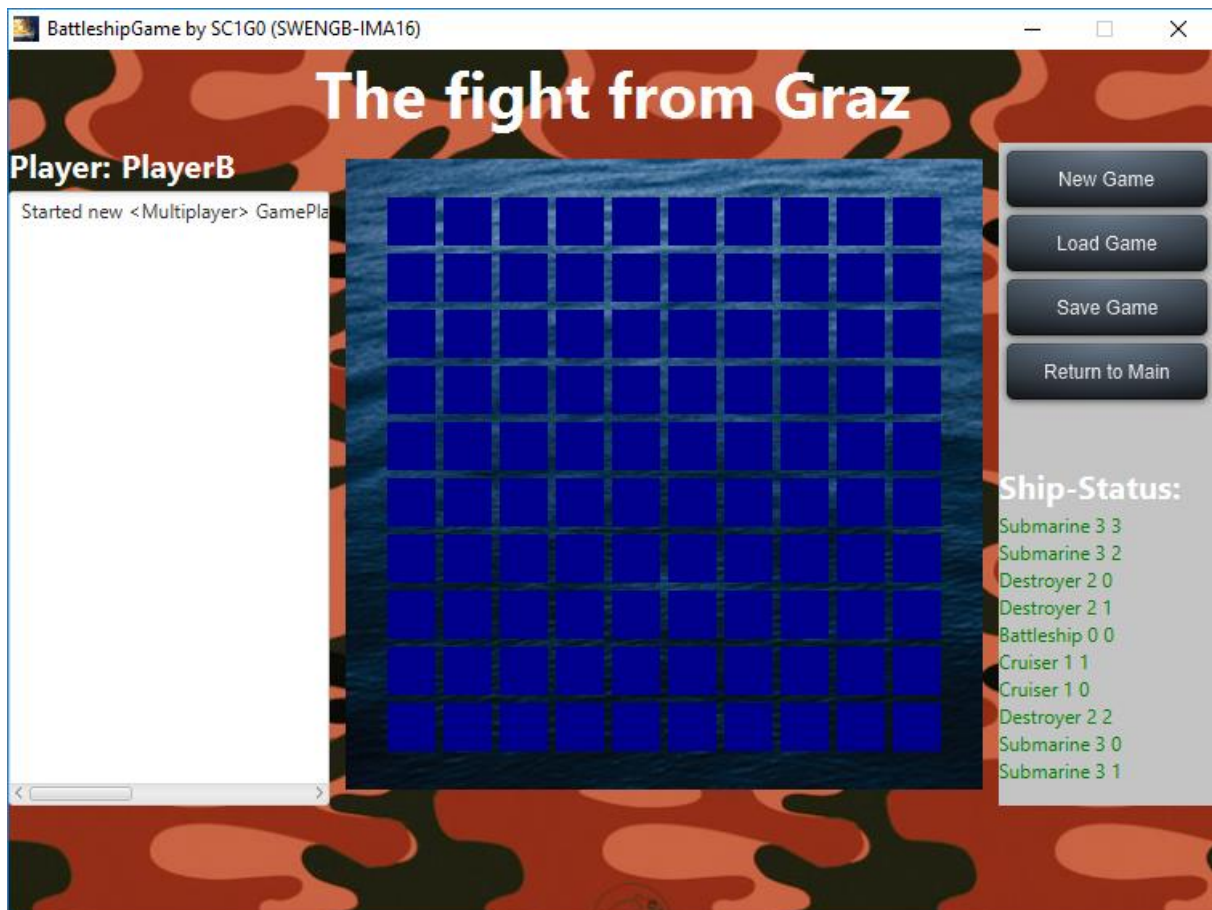 BattleshipGame by SC1G0 (SWENGB-IMA16)
The fight from Graz
Player: PlayerB
Started new <Multiplayer> GamePla
New Game
Load Game
Save Game
Return to Main
Ship-Status:
Submarine 3 3
Submarine 3 2
Destroyer 2 0
Destroyer 2 1
Battleship 0 0
Cruiser 1 1
Cruiser 1 0
Destroyer 2 2
Submarine 3 0
Submarine 3 1